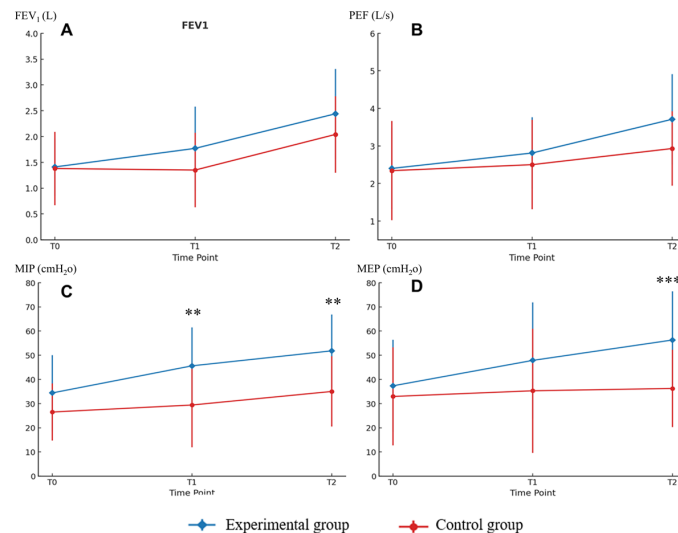 FEV₁ (L)
A
FEV1
4.0
3.5
3.0
2.5
2.0
1.5
1.0
0.5
0.0
T0
T1
T2
Time Point
PEF (L/s)
B
6
5
4
3
2
1
T0
T1
T2
Time Point
MIP (cmH₂o)
C
**
**
80
70
60
50
40
30
20
10
0
T0
T1
T2
Time Point
MEP (cmH₂o)
D
***
80
70
60
50
40
30
20
10
0
T0
T1
T2
Time Point
Experimental group
Control group